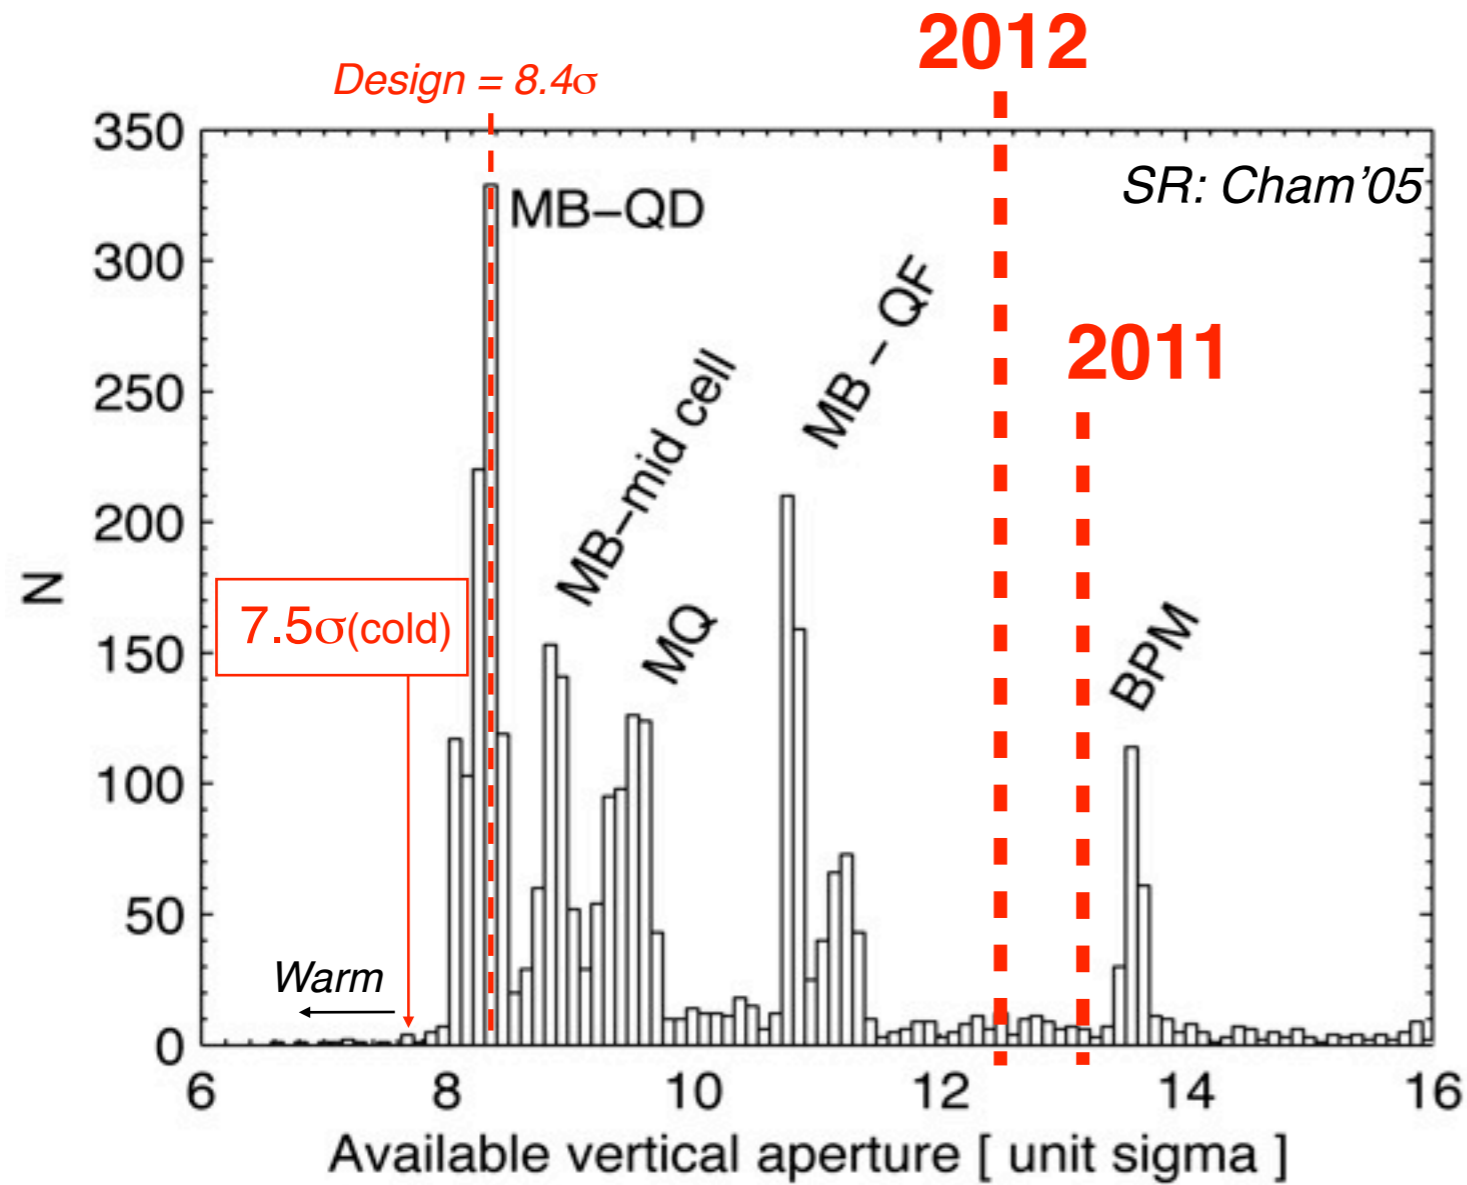 2012
Design = 8.4σ
350
SR: Cham'05
MB–QD
300
MB – QF
2011
250
MB–mid cell
200
N
7.5σ(cold)
MQ
150
BPM
100
50
Warm
0
6 8 10 12 14 16
Available vertical aperture [ unit sigma ]